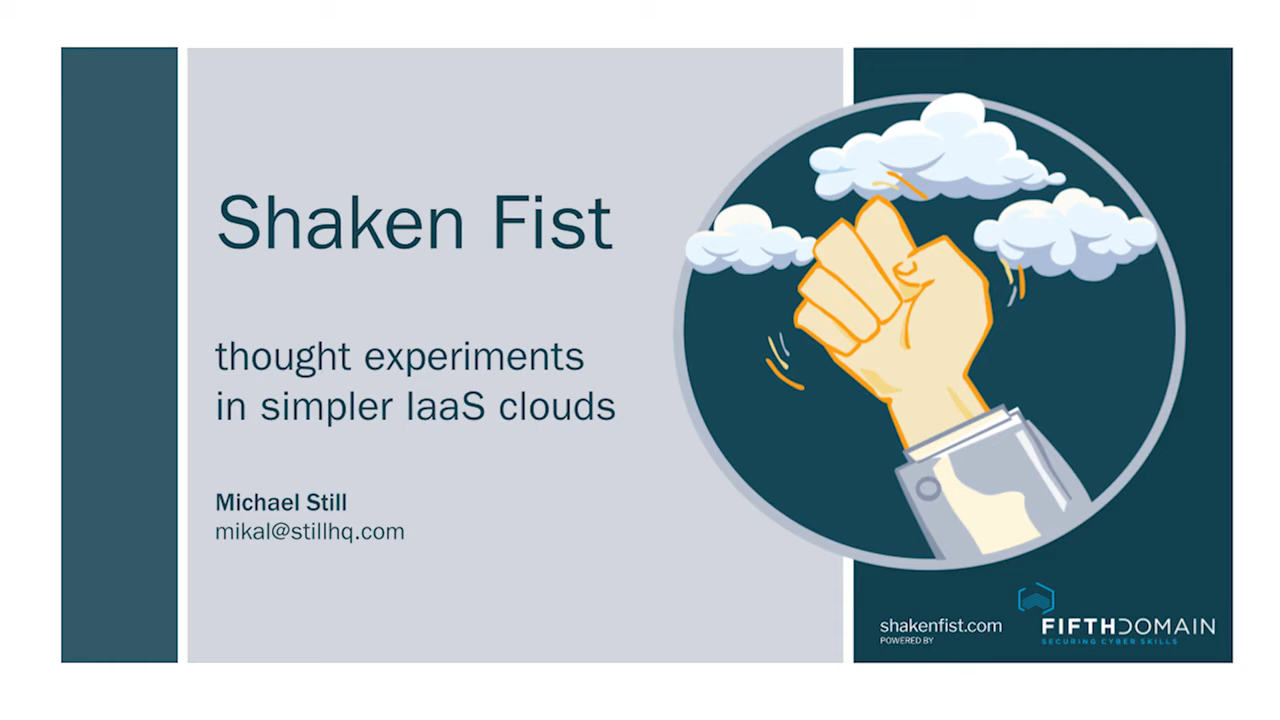 Shaken Fist
thought experiments
in simpler IaaS clouds
Michael Still
mikal@stillhq.com
shakenfist.com
POWERED BY
FIFTHDOMAIN
SECURING CYBER SKILLS